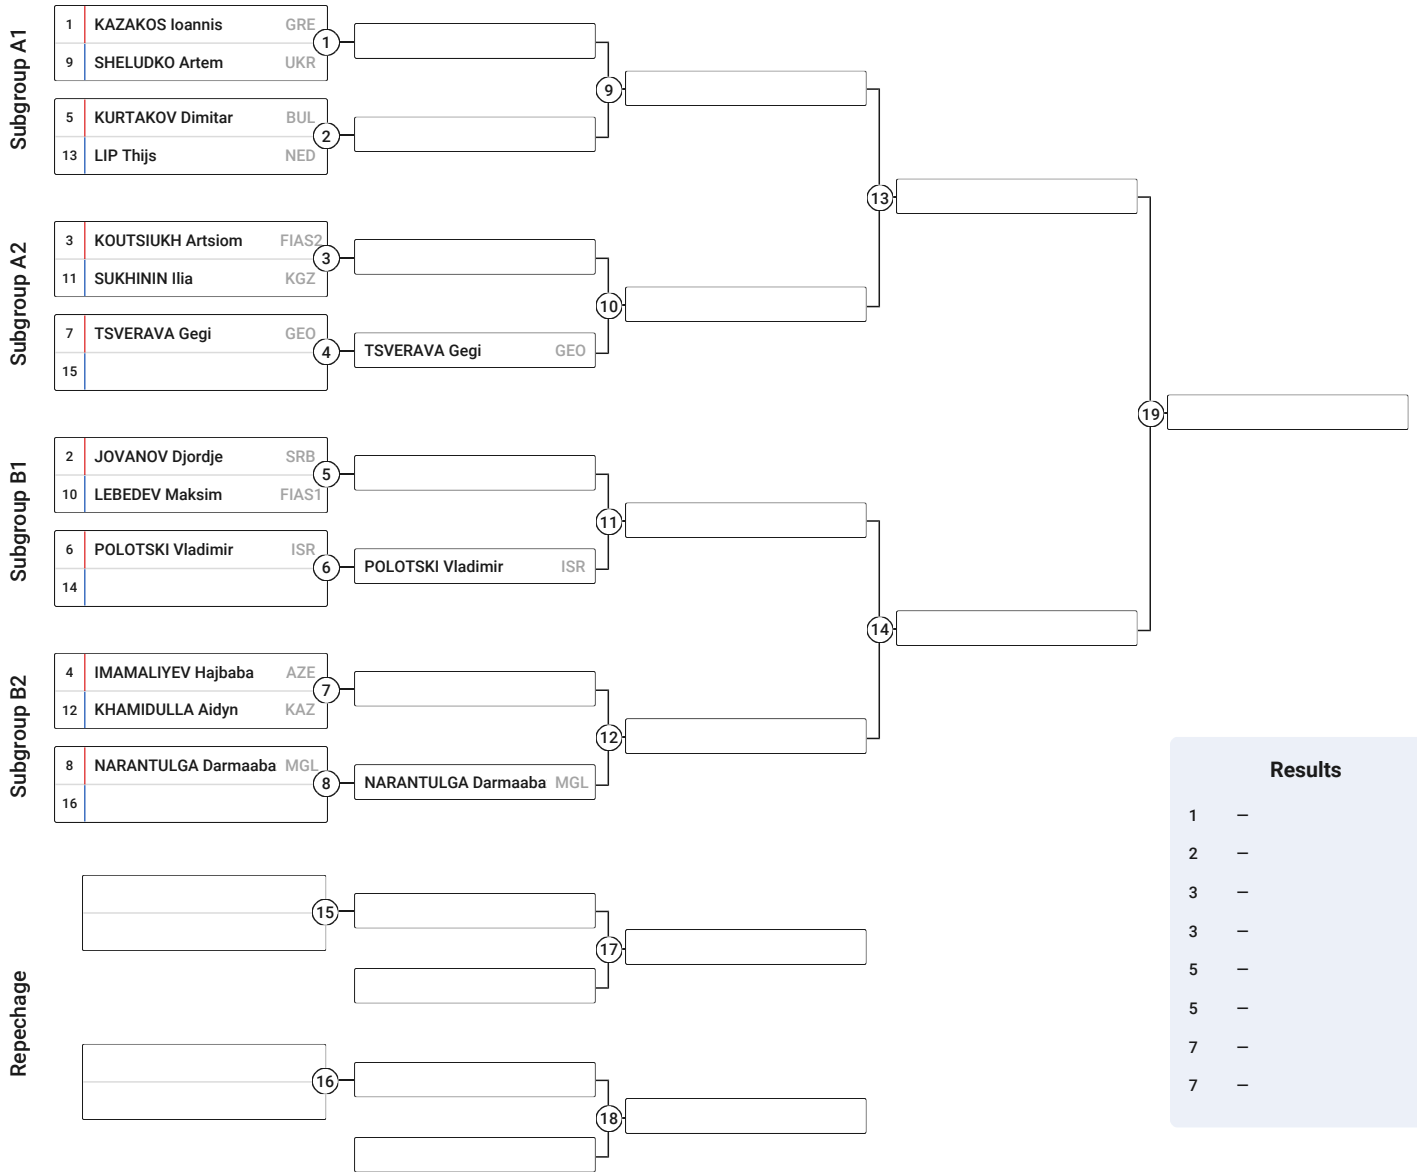 Subgroup A1
1 KAZAKOS Ioannis GRE
9 SHELUDKO Artem UKR
1
5 KURTAKOV Dimitar BUL
13 LIP Thijs NED
2
9
Subgroup A2
3 KOUTSIUKH Artsiom FIAS2
11 SUKHININ Ilia KGZ
3
7 TSVERAVA Gegi GEO
15
4
TSVERAVA Gegi GEO
10
13
Subgroup B1
2 JOVANOV Djordje SRB
10 LEBEDEV Maksim FIAS1
5
6 POLOTSKI Vladimir ISR
14
6
POLOTSKI Vladimir ISR
11
Subgroup B2
4 IMAMALIYEV Hajbaba AZE
12 KHAMIDULLA Aidyn KAZ
7
8 NARANTULGA Darmaaba MGL
16
8
NARANTULGA Darmaaba MGL
12
14
19
Repechage
15
17
16
18
Results
1 –
2 –
3 –
3 –
5 –
5 –
7 –
7 –